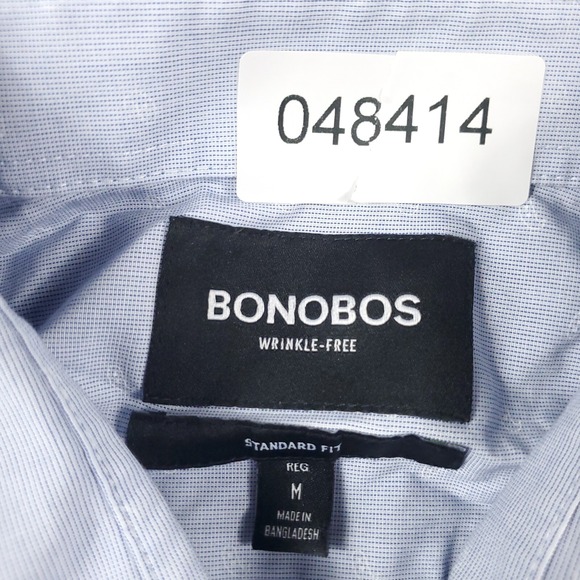 048414
BONOBOS
WRINKLE-FREE
STANDARD FIT
REG
M
MADE IN
BANGLADESH